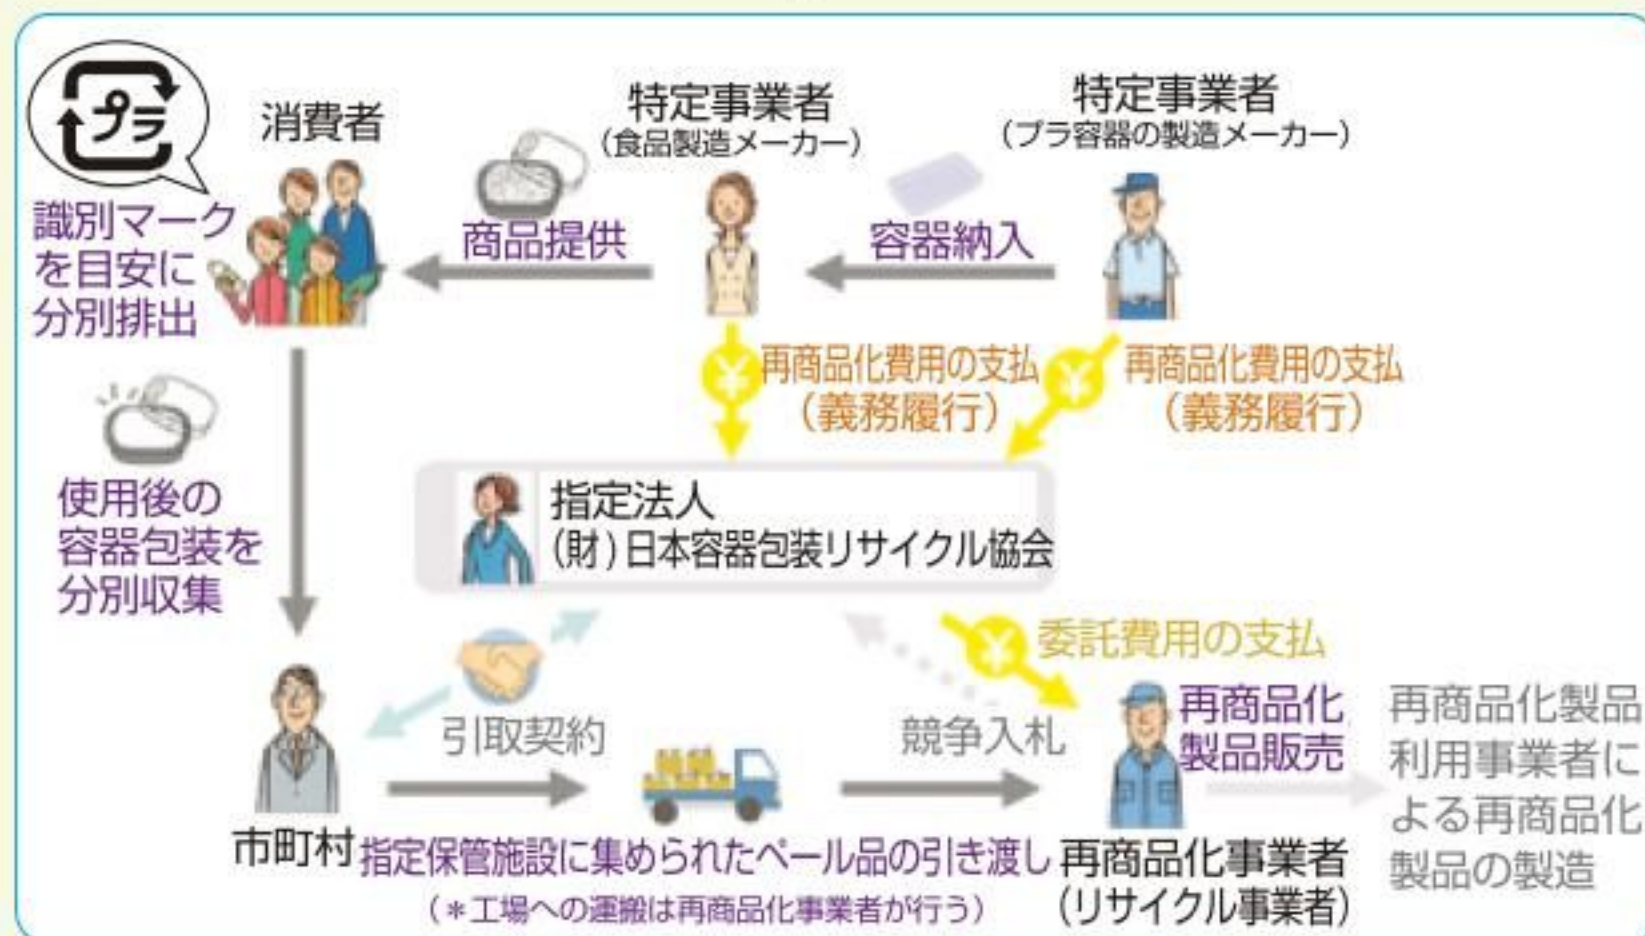 プラ
消費者
特定事業者
（食品製造メーカー）
特定事業者
（プラ容器の製造メーカー）
識別マーク
を目安に
分別排出
商品提供
容器納入
¥
再商品化費用の支払
（義務履行）
¥
再商品化費用の支払
（義務履行）
使用後の
容器包装を
分別収集
指定法人
（財）日本容器包装リサイクル協会
引取契約
競争入札
¥
委託費用の支払
市町村
指定保管施設に集められたベール品の引き渡し
（＊工場への運搬は再商品化事業者が行う）
再商品化事業者
（リサイクル事業者）
再商品化
製品販売
再商品化製品
利用事業者に
よる再商品化
製品の製造